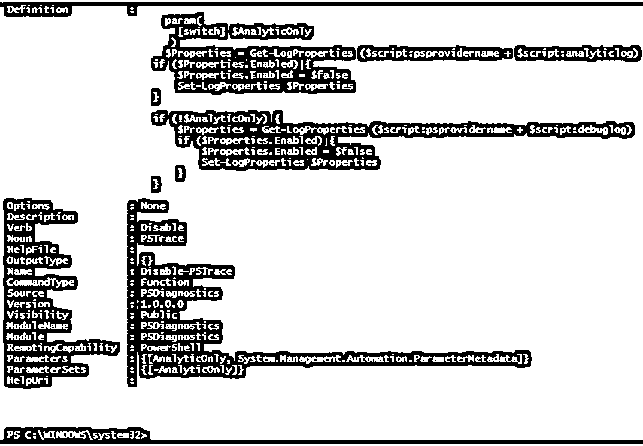 Definition :
param(
[switch] $AnalyticOnly
)
$Properties = Get-LogProperties ($script:psprovidername + $script:analyticlog)
if ($Properties.Enabled) {
$Properties.Enabled = $false
Set-LogProperties $Properties
}
if (!$AnalyticOnly) {
$Properties = Get-LogProperties ($script:psprovidername + $script:debuglog)
if ($Properties.Enabled) {
$Properties.Enabled = $false
Set-LogProperties $Properties
}
}
Options : None
Description :
Verb : Disable
Noun : PSTrace
HelpFile :
OutputType : {}
Name : Disable-PSTrace
CommandType : Function
Source : PSDiagnostics
Version : 1.0.0.0
Visibility : Public
ModuleName : PSDiagnostics
Module : PSDiagnostics
RemotingCapability : PowerShell
Parameters : {[AnalyticOnly, System.Management.Automation.ParameterMetadata]}
ParameterSets : {[-AnalyticOnly]}
HelpUri :
PS C:\WINDOWS\system32>